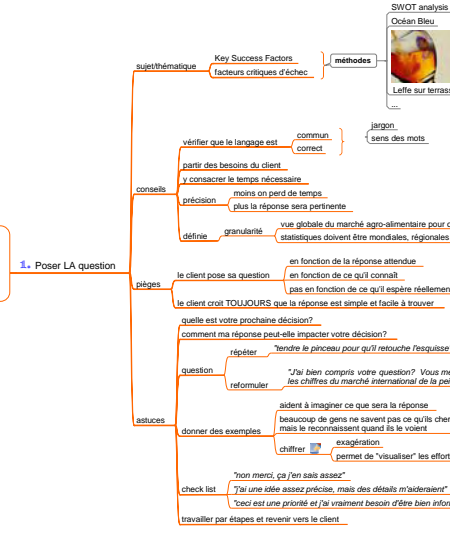 SWOT analysis
Océan Bleu
Key Success Factors
sujet/thématique
méthodes
facteurs critiques d'échec
Leffe sur terrass
...
jargon
commun
vérifier que le langage est
sens des mots
correct
partir des besoins du client
y consacrer le temps nécessaire
conseils
moins on perd de temps
précision
plus la réponse sera pertinente
vue globale du marché agro-alimentaire pour
granularité
définie
statistiques doivent être mondiales, régionales
1. Poser LA question
en fonction de la réponse attendue
le client pose sa question
en fonction de ce qu'il connaît
pièges
pas en fonction de ce qu'il espère réellemen
le client croit TOUJOURS que la réponse est simple et facile à trouver
quelle est votre prochaine décision?
comment ma réponse peut-elle impacter votre décision?
répéter
"tendre le pinceau pour qu'il retouche l'esquisse
question
"J'ai bien compris votre question? Vous me
reformuler
les chiffres du marché international de la pei
aident à imaginer ce que sera la réponse
astuces
beaucoup de gens ne savent pas ce qu'ils cher
mais le reconnaissent quand ils le voient
donner des exemples
exagération
chiffrer
permet de "visualiser" les effort
"non merci, ça j'en sais assez"
check list
"j'ai une idée assez précise, mais des détails m'aideraient"
"ceci est une priorité et j'ai vraiment besoin d'être bien infor
travailler par étapes et revenir vers le client